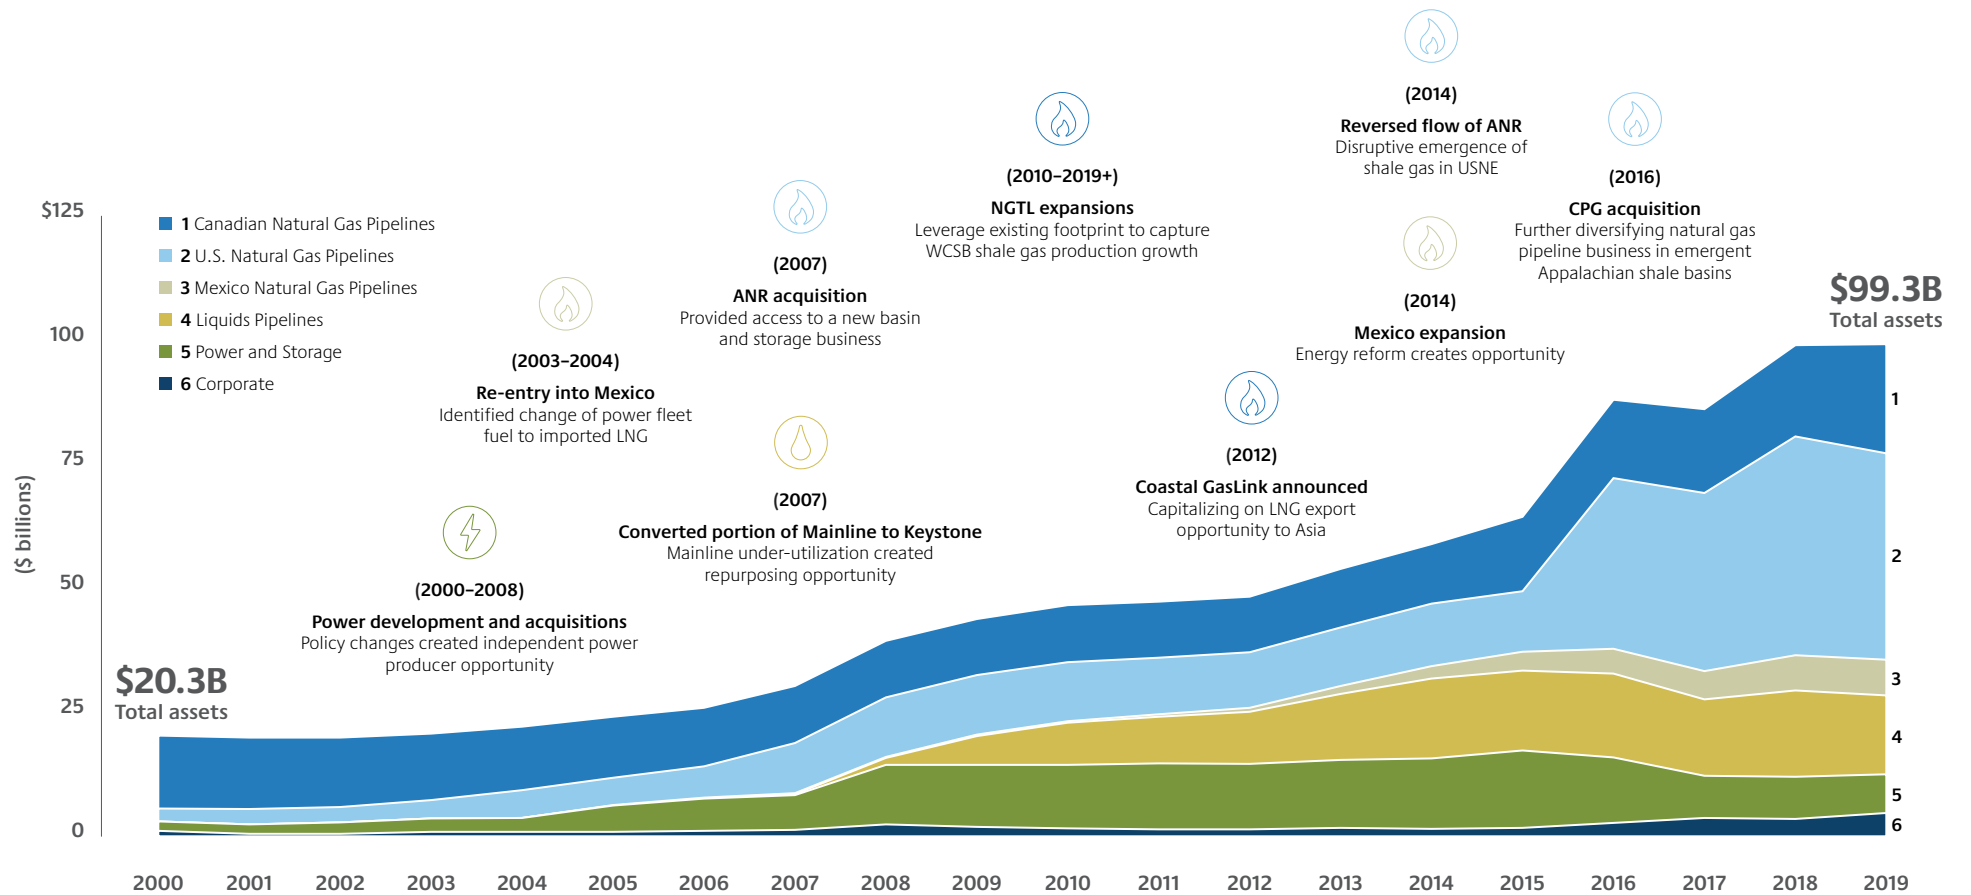 (2014)
Reversed flow of ANR
Disruptive emergence of
shale gas in USNE
(2010–2019+)
NGTL expansions
Leverage existing footprint to capture
WCSB shale gas production growth
(2016)
CPG acquisition
Further diversifying natural gas
pipeline business in emergent
Appalachian shale basins
(2007)
ANR acquisition
Provided access to a new basin
and storage business
(2014)
Mexico expansion
Energy reform creates opportunity
(2003–2004)
Re-entry into Mexico
Identified change of power fleet
fuel to imported LNG
(2012)
Coastal GasLink announced
Capitalizing on LNG export
opportunity to Asia
(2007)
Converted portion of Mainline to Keystone
Mainline under-utilization created
repurposing opportunity
(2000–2008)
Power development and acquisitions
Policy changes created independent power
producer opportunity
1 Canadian Natural Gas Pipelines
2 U.S. Natural Gas Pipelines
3 Mexico Natural Gas Pipelines
4 Liquids Pipelines
5 Power and Storage
6 Corporate
$99.3B
Total assets
$20.3B
Total assets
($ billions)
$125
100
75
50
25
0
1
2
3
4
5
6
2000 2001 2002 2003 2004 2005 2006 2007 2008 2009 2010 2011 2012 2013 2014 2015 2016 2017 2018 2019